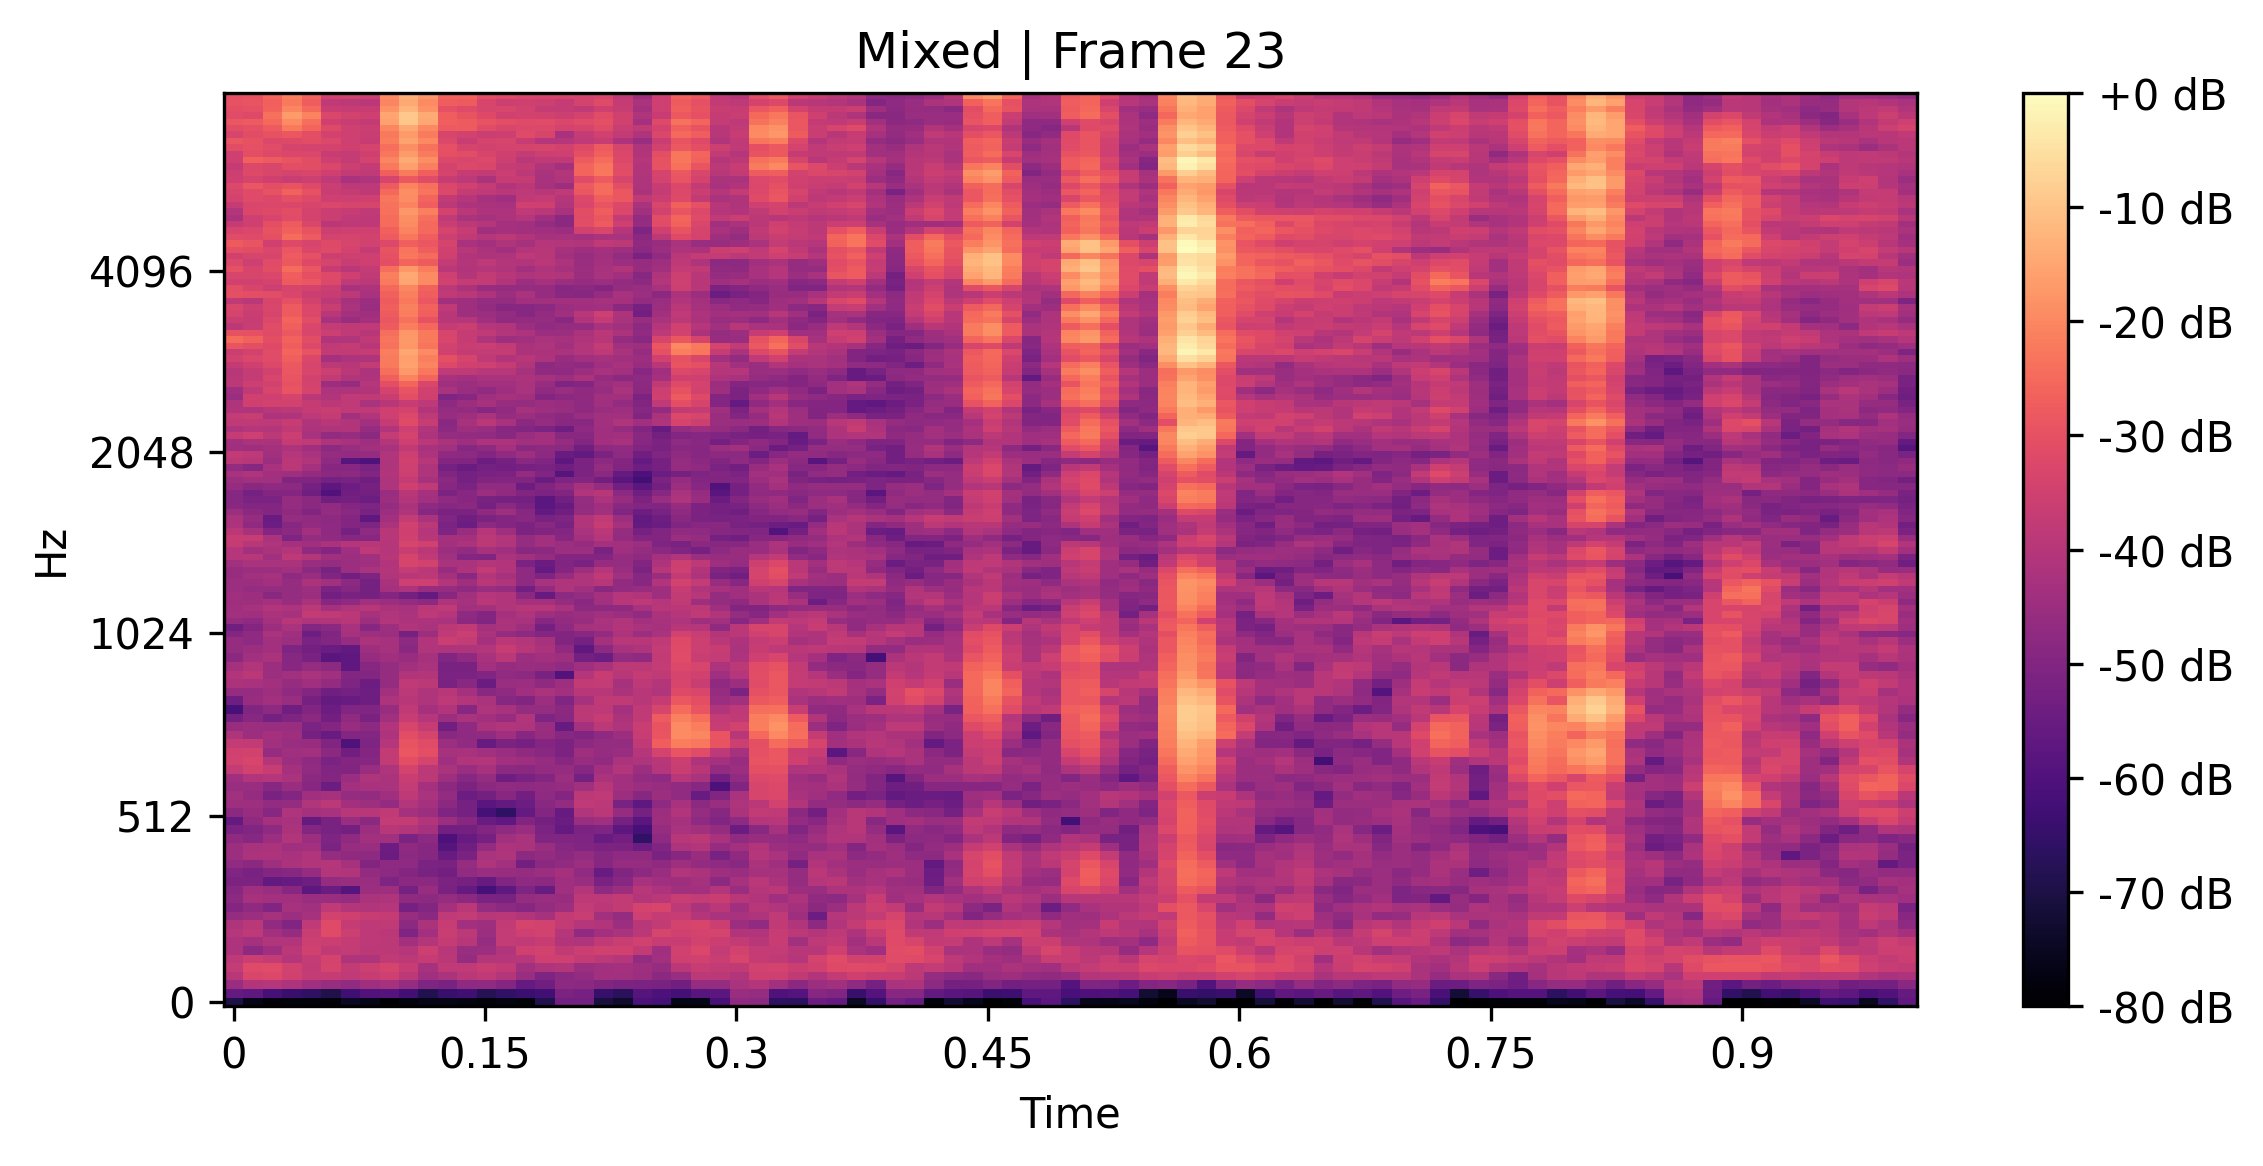 Mixed | Frame 23
+0 dB
-10 dB
-20 dB
-30 dB
-40 dB
-50 dB
-60 dB
-70 dB
-80 dB
4096
2048
1024
512
0
Hz
0 0.15 0.3 0.45 0.6 0.75 0.9
Time